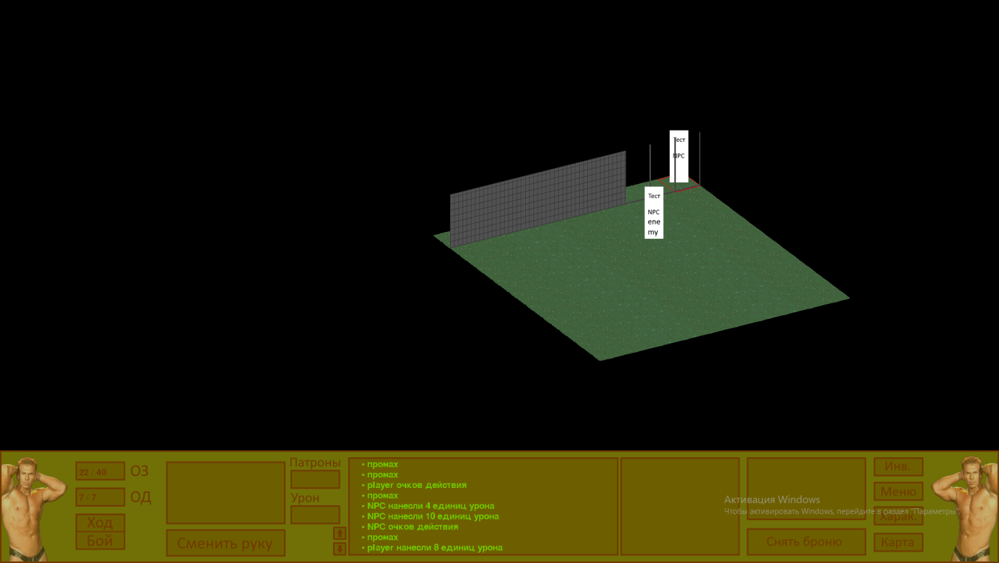 Тест
NPC
Тест
NPC
ene
my
22 / 40
ОЗ
7 / 7
ОД
Ход
Бой
Сменить руку
Патроны
Урон
• промах
• промах
• player очков действия
• промах
• NPC нанесли 4 единиц урона
• NPC нанесли 10 единиц урона
• NPC очков действия
• промах
• player нанесли 8 единиц урона
Снять броню
Инв.
Меню
Харак.
Карта
Активация Windows
Чтобы активировать Windows, перейдите в раздел "Параметры".